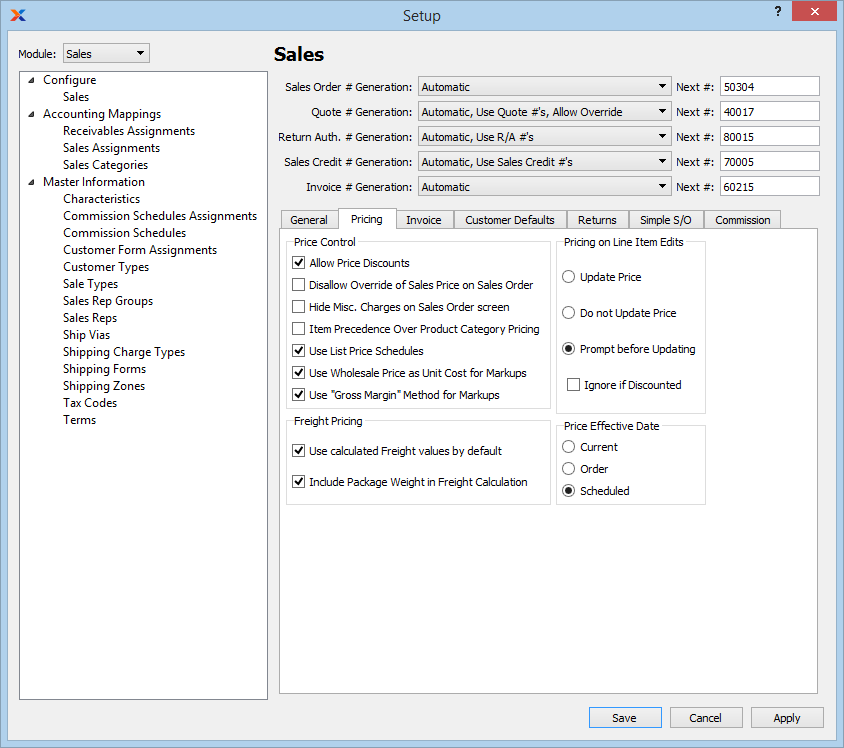 Setup
?
Module: Sales
Configure
Sales
Accounting Mappings
Receivables Assignments
Sales Assignments
Sales Categories
Master Information
Characteristics
Commission Schedules Assignments
Commission Schedules
Customer Form Assignments
Customer Types
Sale Types
Sales Rep Groups
Sales Reps
Ship Vias
Shipping Charge Types
Shipping Forms
Shipping Zones
Tax Codes
Terms
Sales
Sales Order # Generation: Automatic Next #: 50304
Quote # Generation: Automatic, Use Quote #'s, Allow Override Next #: 40017
Return Auth. # Generation: Automatic, Use R/A #'s Next #: 80015
Sales Credit # Generation: Automatic, Use Sales Credit #'s Next #: 70005
Invoice # Generation: Automatic Next #: 60215
General Pricing Invoice Customer Defaults Returns Simple S/O Commission
Price Control
Allow Price Discounts
Disallow Override of Sales Price on Sales Order
Hide Misc. Charges on Sales Order screen
Item Precedence Over Product Category Pricing
Use List Price Schedules
Use Wholesale Price as Unit Cost for Markups
Use "Gross Margin" Method for Markups
Freight Pricing
Use calculated Freight values by default
Include Package Weight in Freight Calculation
Pricing on Line Item Edits
Update Price
Do not Update Price
Prompt before Updating
Ignore if Discounted
Price Effective Date
Current
Order
Scheduled
Save Cancel Apply